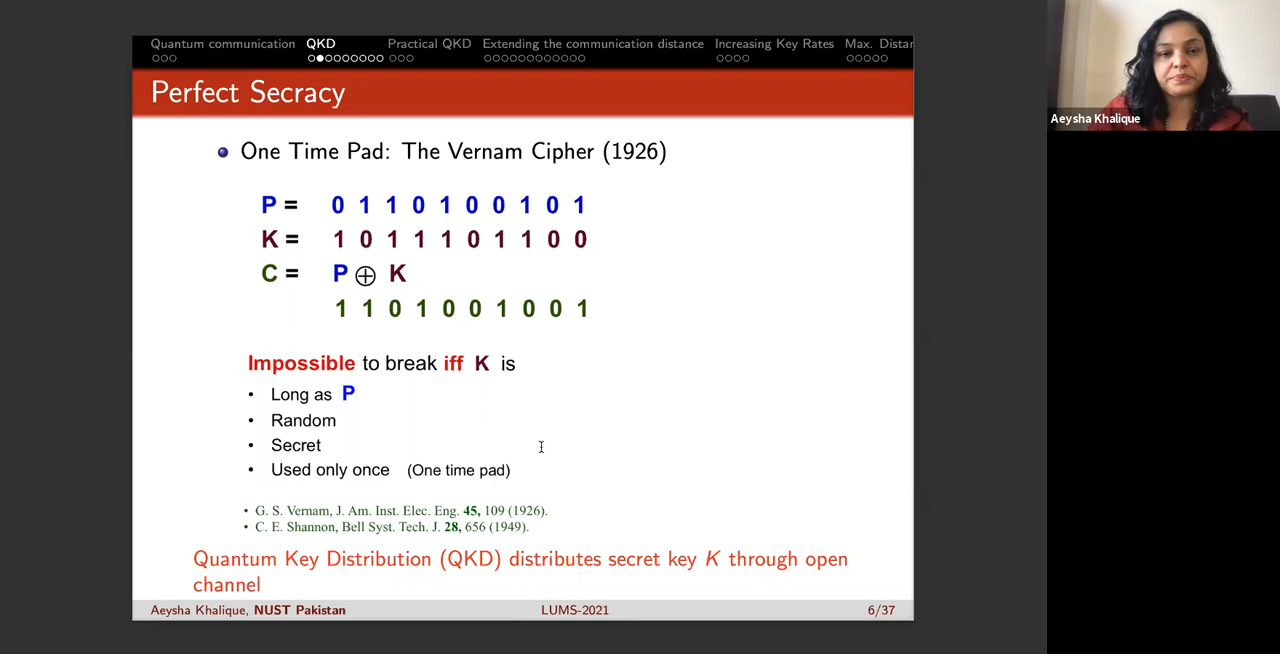 Quantum communication QKD Practical QKD Extending the communication distance Increasing Key Rates Max. Distar
Perfect Secracy
One Time Pad: The Vernam Cipher (1926)
P = 0 1 1 0 1 0 0 1 0 1
K = 1 0 1 1 1 0 1 1 0 0
C = P ⊕ K
1 1 0 1 0 0 1 0 0 1
Impossible to break iff K is
• Long as P
• Random
• Secret
• Used only once (One time pad)
• G. S. Vernam, J. Am. Inst. Elec. Eng. 45, 109 (1926).
• C. E. Shannon, Bell Syst. Tech. J. 28, 656 (1949).
Quantum Key Distribution (QKD) distributes secret key K through open
channel
Aeysha Khalique, NUST Pakistan LUMS-2021 6/37
Aeysha Khalique